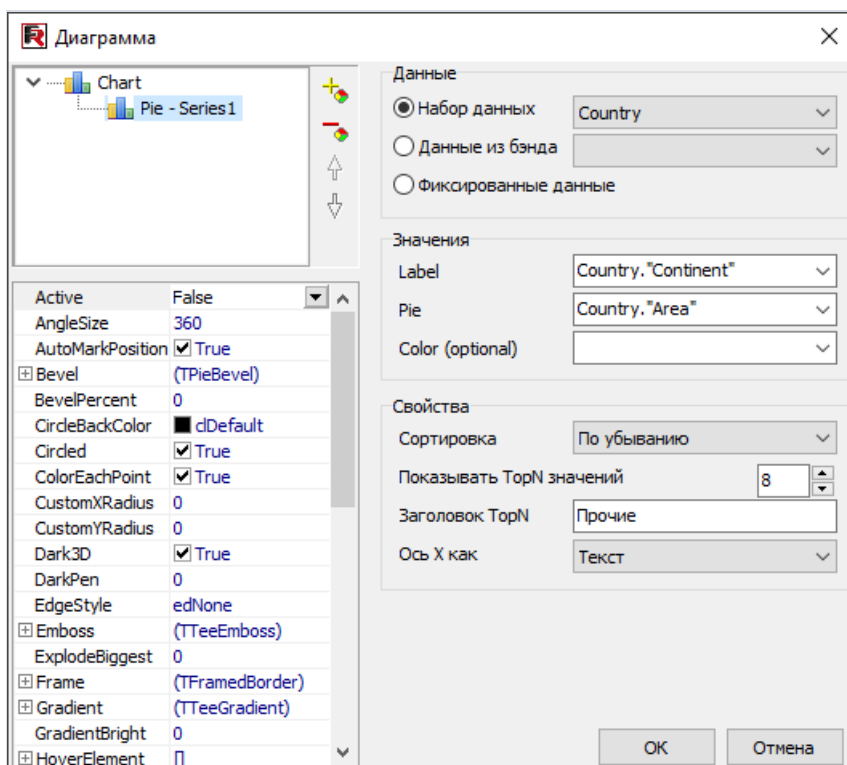 Диаграмма
Chart
Pie - Series1
Active False
AngleSize 360
AutoMarkPosition True
Bevel (TPieBevel)
BevelPercent 0
CircleBackColor clDefault
Circled True
ColorEachPoint True
CustomXRadius 0
CustomYRadius 0
Dark3D True
DarkPen 0
EdgeStyle edNone
Emboss (TTeeEmboss)
ExplodeBiggest 0
Frame (TFramedBorder)
Gradient (TTeeGradient)
GradientBright 0
HoverElement []
Данные
Набор данных Country
Данные из бэнда
Фиксированные данные
Значения
Label Country."Continent"
Pie Country."Area"
Color (optional)
Свойства
Сортировка По убыванию
Показывать TopN значений 8
Заголовок TopN Прочие
Ось X как Текст
OK Отмена